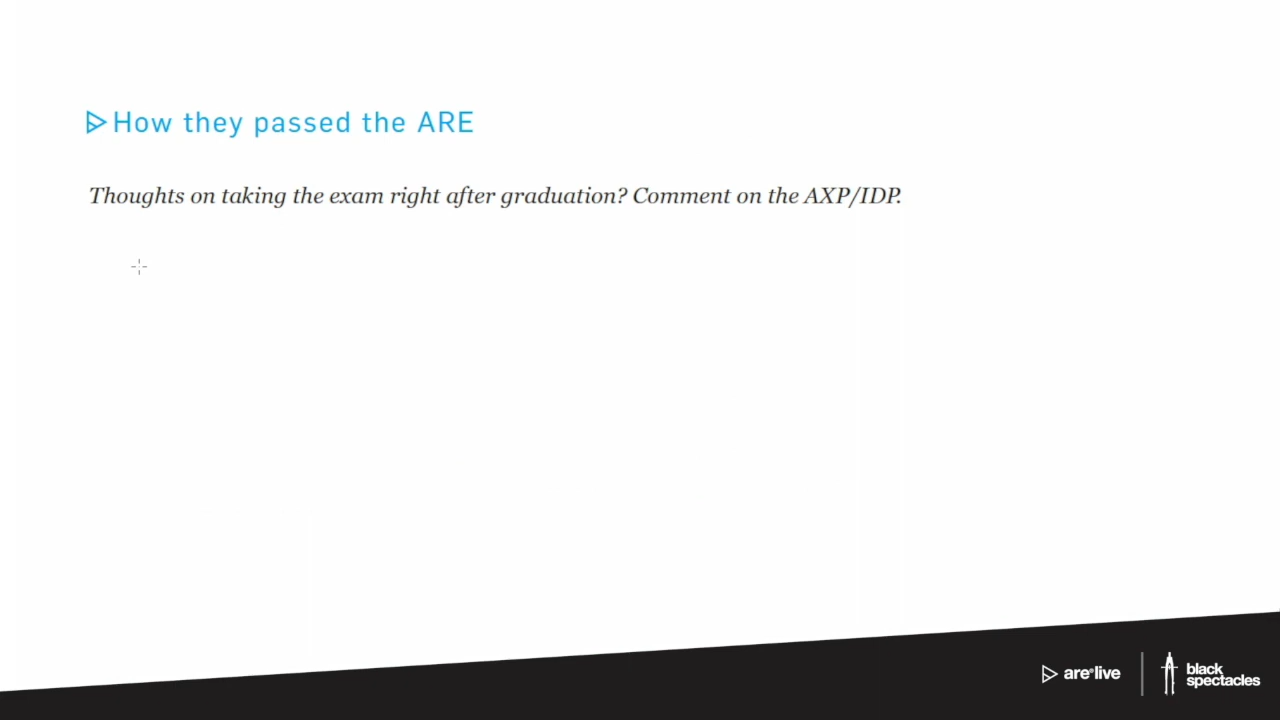 How they passed the ARE
Thoughts on taking the exam right after graduation? Comment on the AXP/IDP.
are®live
black
spectacles